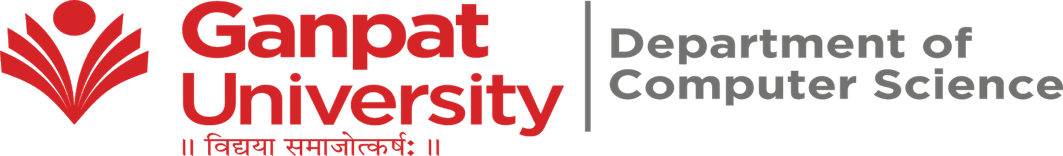 Ganpat
University
॥ विद्यया समाजोत्कर्षः ॥
Department of
Computer Science